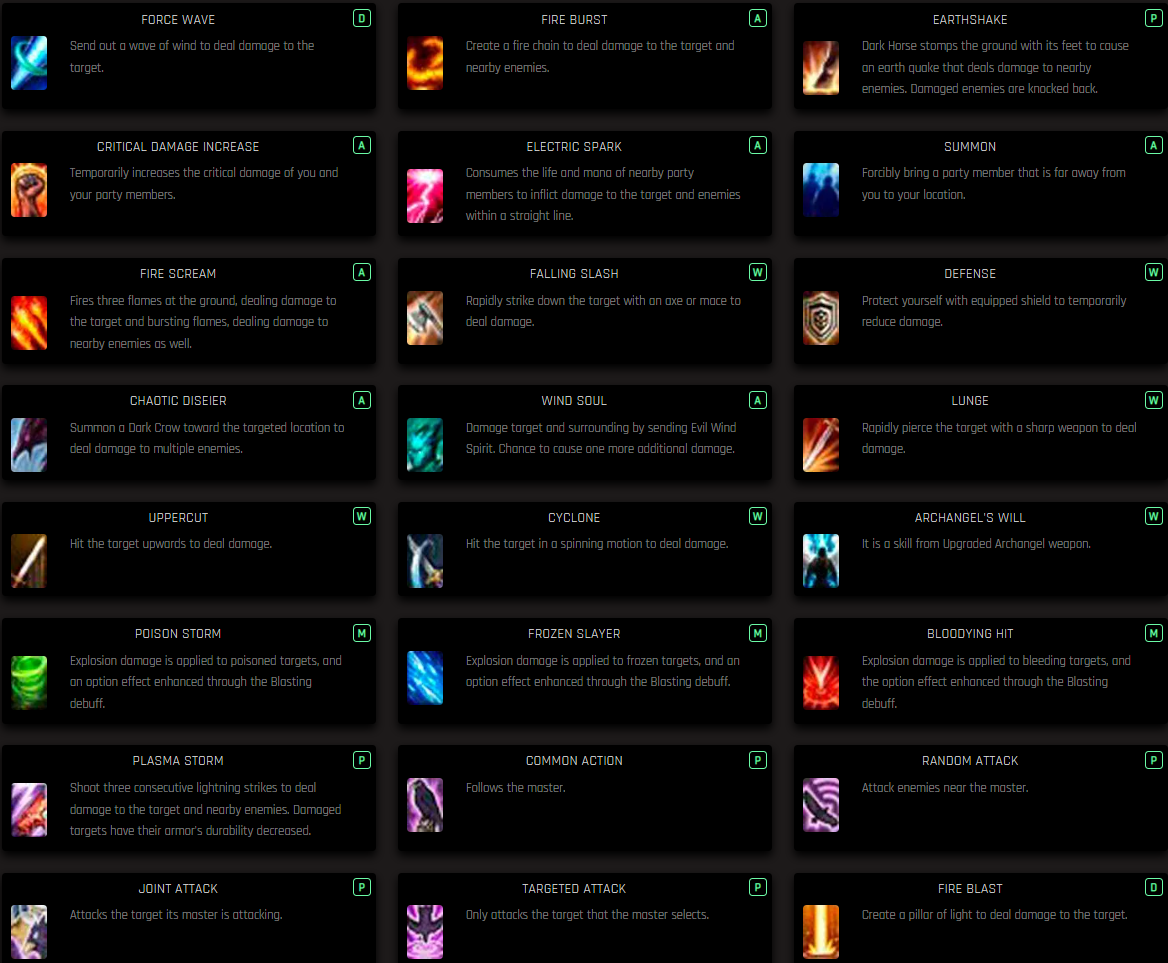 FORCE WAVE
D
Send out a wave of wind to deal damage to the
target.
FIRE BURST
A
Create a fire chain to deal damage to the target and
nearby enemies.
EARTHSHAKE
P
Dark Horse stomps the ground with its feet to cause
an earth quake that deals damage to nearby
enemies. Damaged enemies are knocked back.
CRITICAL DAMAGE INCREASE
A
Temporarily increases the critical damage of you and
your party members.
ELECTRIC SPARK
A
Consumes the life and mana of nearby party
members to inflict damage to the target and enemies
within a straight line.
SUMMON
A
Forcibly bring a party member that is far away from
you to your location.
FIRE SCREAM
A
Fires three flames at the ground, dealing damage to
the target and bursting flames, dealing damage to
nearby enemies as well.
FALLING SLASH
W
Rapidly strike down the target with an axe or mace to
deal damage.
DEFENSE
W
Protect yourself with equipped shield to temporarily
reduce damage.
CHAOTIC DISEIER
A
Summon a Dark Crow toward the targeted location to
deal damage to multiple enemies.
WIND SOUL
A
Damage target and surrounding by sending Evil Wind
Spirit. Chance to cause one more additional damage.
LUNGE
W
Rapidly pierce the target with a sharp weapon to deal
damage.
UPPERCUT
W
Hit the target upwards to deal damage.
CYCLONE
W
Hit the target in a spinning motion to deal damage.
ARCHANGEL'S WILL
W
It is a skill from Upgraded Archangel weapon.
POISON STORM
M
Explosion damage is applied to poisoned targets, and
an option effect enhanced through the Blasting
debuff.
FROZEN SLAYER
M
Explosion damage is applied to frozen targets, and an
option effect enhanced through the Blasting debuff.
BLOODYING HIT
M
Explosion damage is applied to bleeding targets, and
the option effect enhanced through the Blasting
debuff.
PLASMA STORM
P
Shoot three consecutive lightning strikes to deal
damage to the target and nearby enemies. Damaged
targets have their armor's durability decreased.
COMMON ACTION
P
Follows the master.
RANDOM ATTACK
P
Attack enemies near the master.
JOINT ATTACK
P
Attacks the target its master is attacking.
TARGETED ATTACK
P
Only attacks the target that the master selects.
FIRE BLAST
D
Create a pillar of light to deal damage to the target.